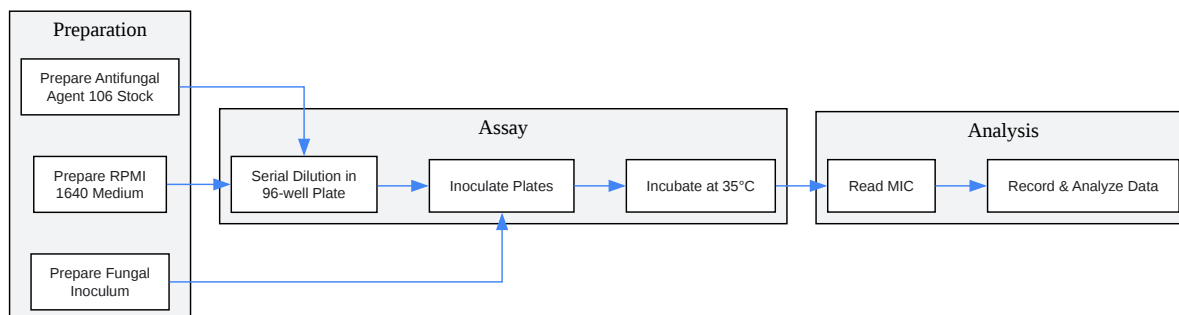 Preparation
Prepare Antifungal
Agent 106 Stock
Prepare RPMI
1640 Medium
Prepare Fungal
Inoculum
Assay
Serial Dilution in
96-well Plate
Inoculate Plates
Incubate at 35°C
Analysis
Read MIC
Record & Analyze Data